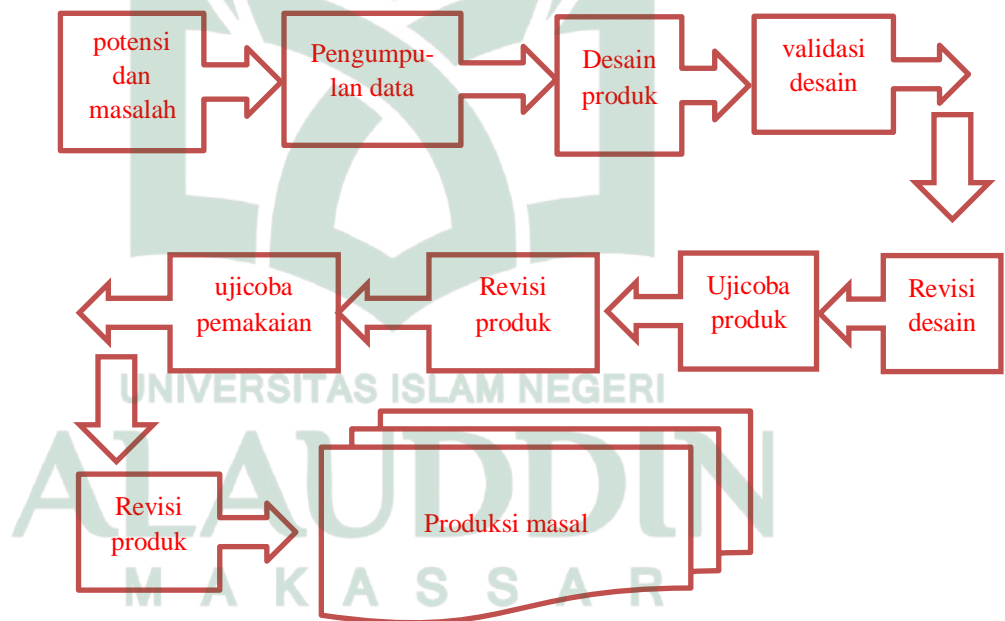 potensi
dan
masalah
Pengumpu-
lan data
Desain
produk
validasi
desain
Revisi
desain
Ujicoba
produk
Revisi
produk
ujicoba
pemakaian
Revisi
produk
Produksi masal
UNIVERSITAS ISLAM NEGERI
ALAUDDIN
MAKASSAR